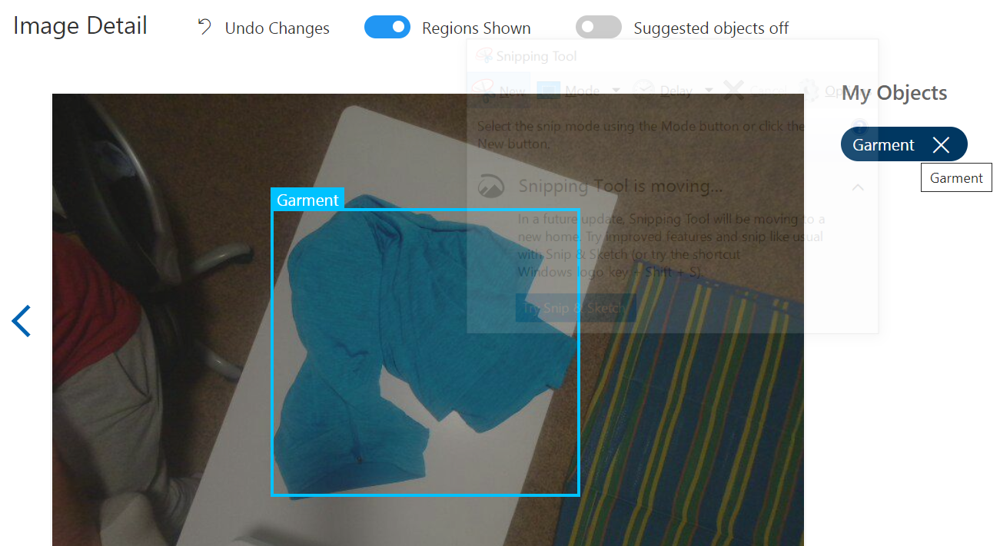 Image Detail
Undo Changes
Regions Shown
Suggested objects off
Snipping Tool
New
Mode
Delay
Cancel
My Objects
Select the snip mode using the Mode button or click the
New button.
Garment
Garment
Snipping Tool is moving...
Garment
In a future update, Snipping Tool will be moving to a
new home. Try improved features and snip like usual
with Snip & Sketch (or try the shortcut
Windows logo key + Shift + S).
Try Snip & Sketch